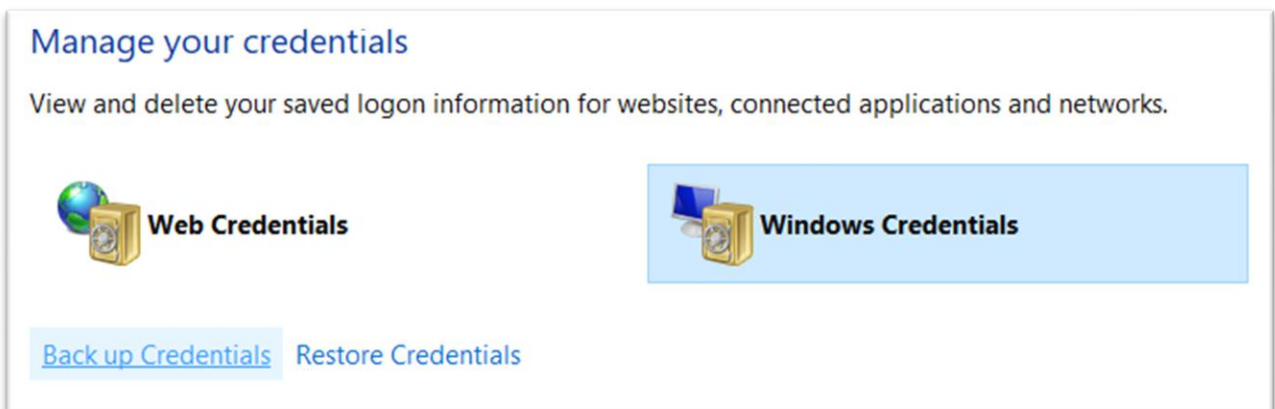 Manage your credentials
View and delete your saved logon information for websites, connected applications and networks.
Web Credentials
Windows Credentials
Back up Credentials
Restore Credentials